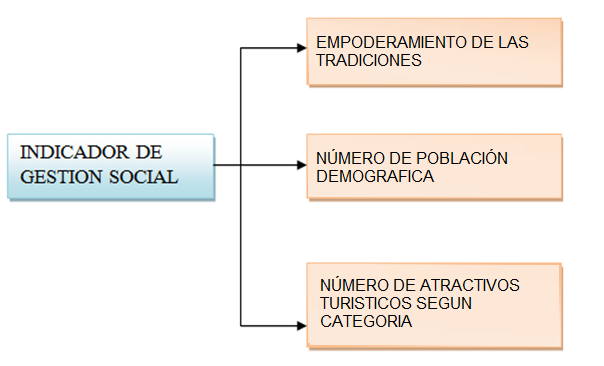 INDICADOR DE
GESTION SOCIAL
EMPODERAMIENTO DE LAS
TRADICIONES
NÚMERO DE POBLACIÓN
DEMOGRAFICA
NÚMERO DE ATRACTIVOS
TURISTICOS SEGUN
CATEGORIA